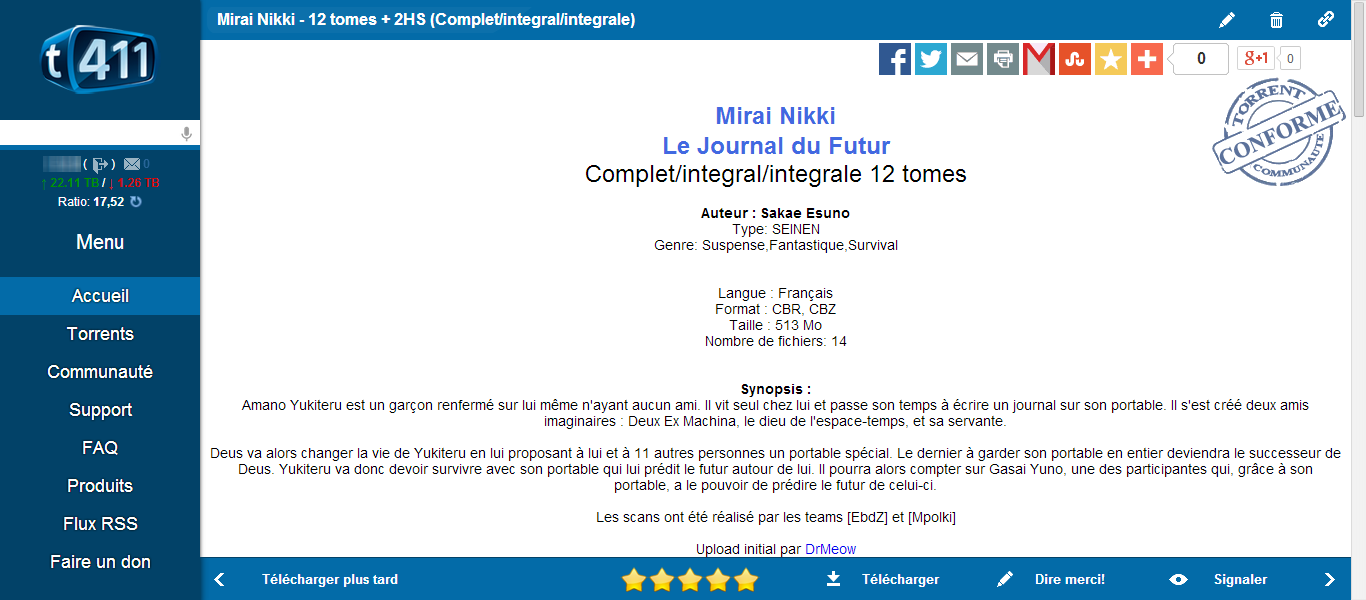 t411
Mirai Nikki - 12 tomes + 2HS (Complet/integral/integrale)
0
g+1 0
TORRENT
CONFORME
COMMUNAUTÉ
( ) 0
↑ 22.11 TB / ↓ 1.26 TB
Ratio: 17,52
Menu
Accueil
Torrents
Communauté
Support
FAQ
Produits
Flux RSS
Faire un don
Mirai Nikki
Le Journal du Futur
Complet/integral/integrale 12 tomes
Auteur : Sakae Esuno
Type: SEINEN
Genre: Suspense,Fantastique,Survival
Langue : Français
Format : CBR, CBZ
Taille : 513 Mo
Nombre de fichiers: 14
Synopsis :
Amano Yukiteru est un garçon renfermé sur lui même n'ayant aucun ami. Il vit seul chez lui et passe son temps à écrire un journal sur son portable. Il s'est créé deux amis
imaginaires : Deux Ex Machina, le dieu de l'espace-temps, et sa servante.
Deus va alors changer la vie de Yukiteru en lui proposant à lui et à 11 autres personnes un portable spécial. Le dernier à garder son portable en entier deviendra le successeur de
Deus. Yukiteru va donc devoir survivre avec son portable qui lui prédit le futur autour de lui. Il pourra alors compter sur Gasai Yuno, une des participantes qui, grâce à son
portable, a le pouvoir de prédire le futur de celui-ci.
Les scans ont été réalisé par les teams [EbdZ] et [Mpolki]
Upload initial par DrMeow
Télécharger plus tard
Télécharger
Dire merci!
Signaler